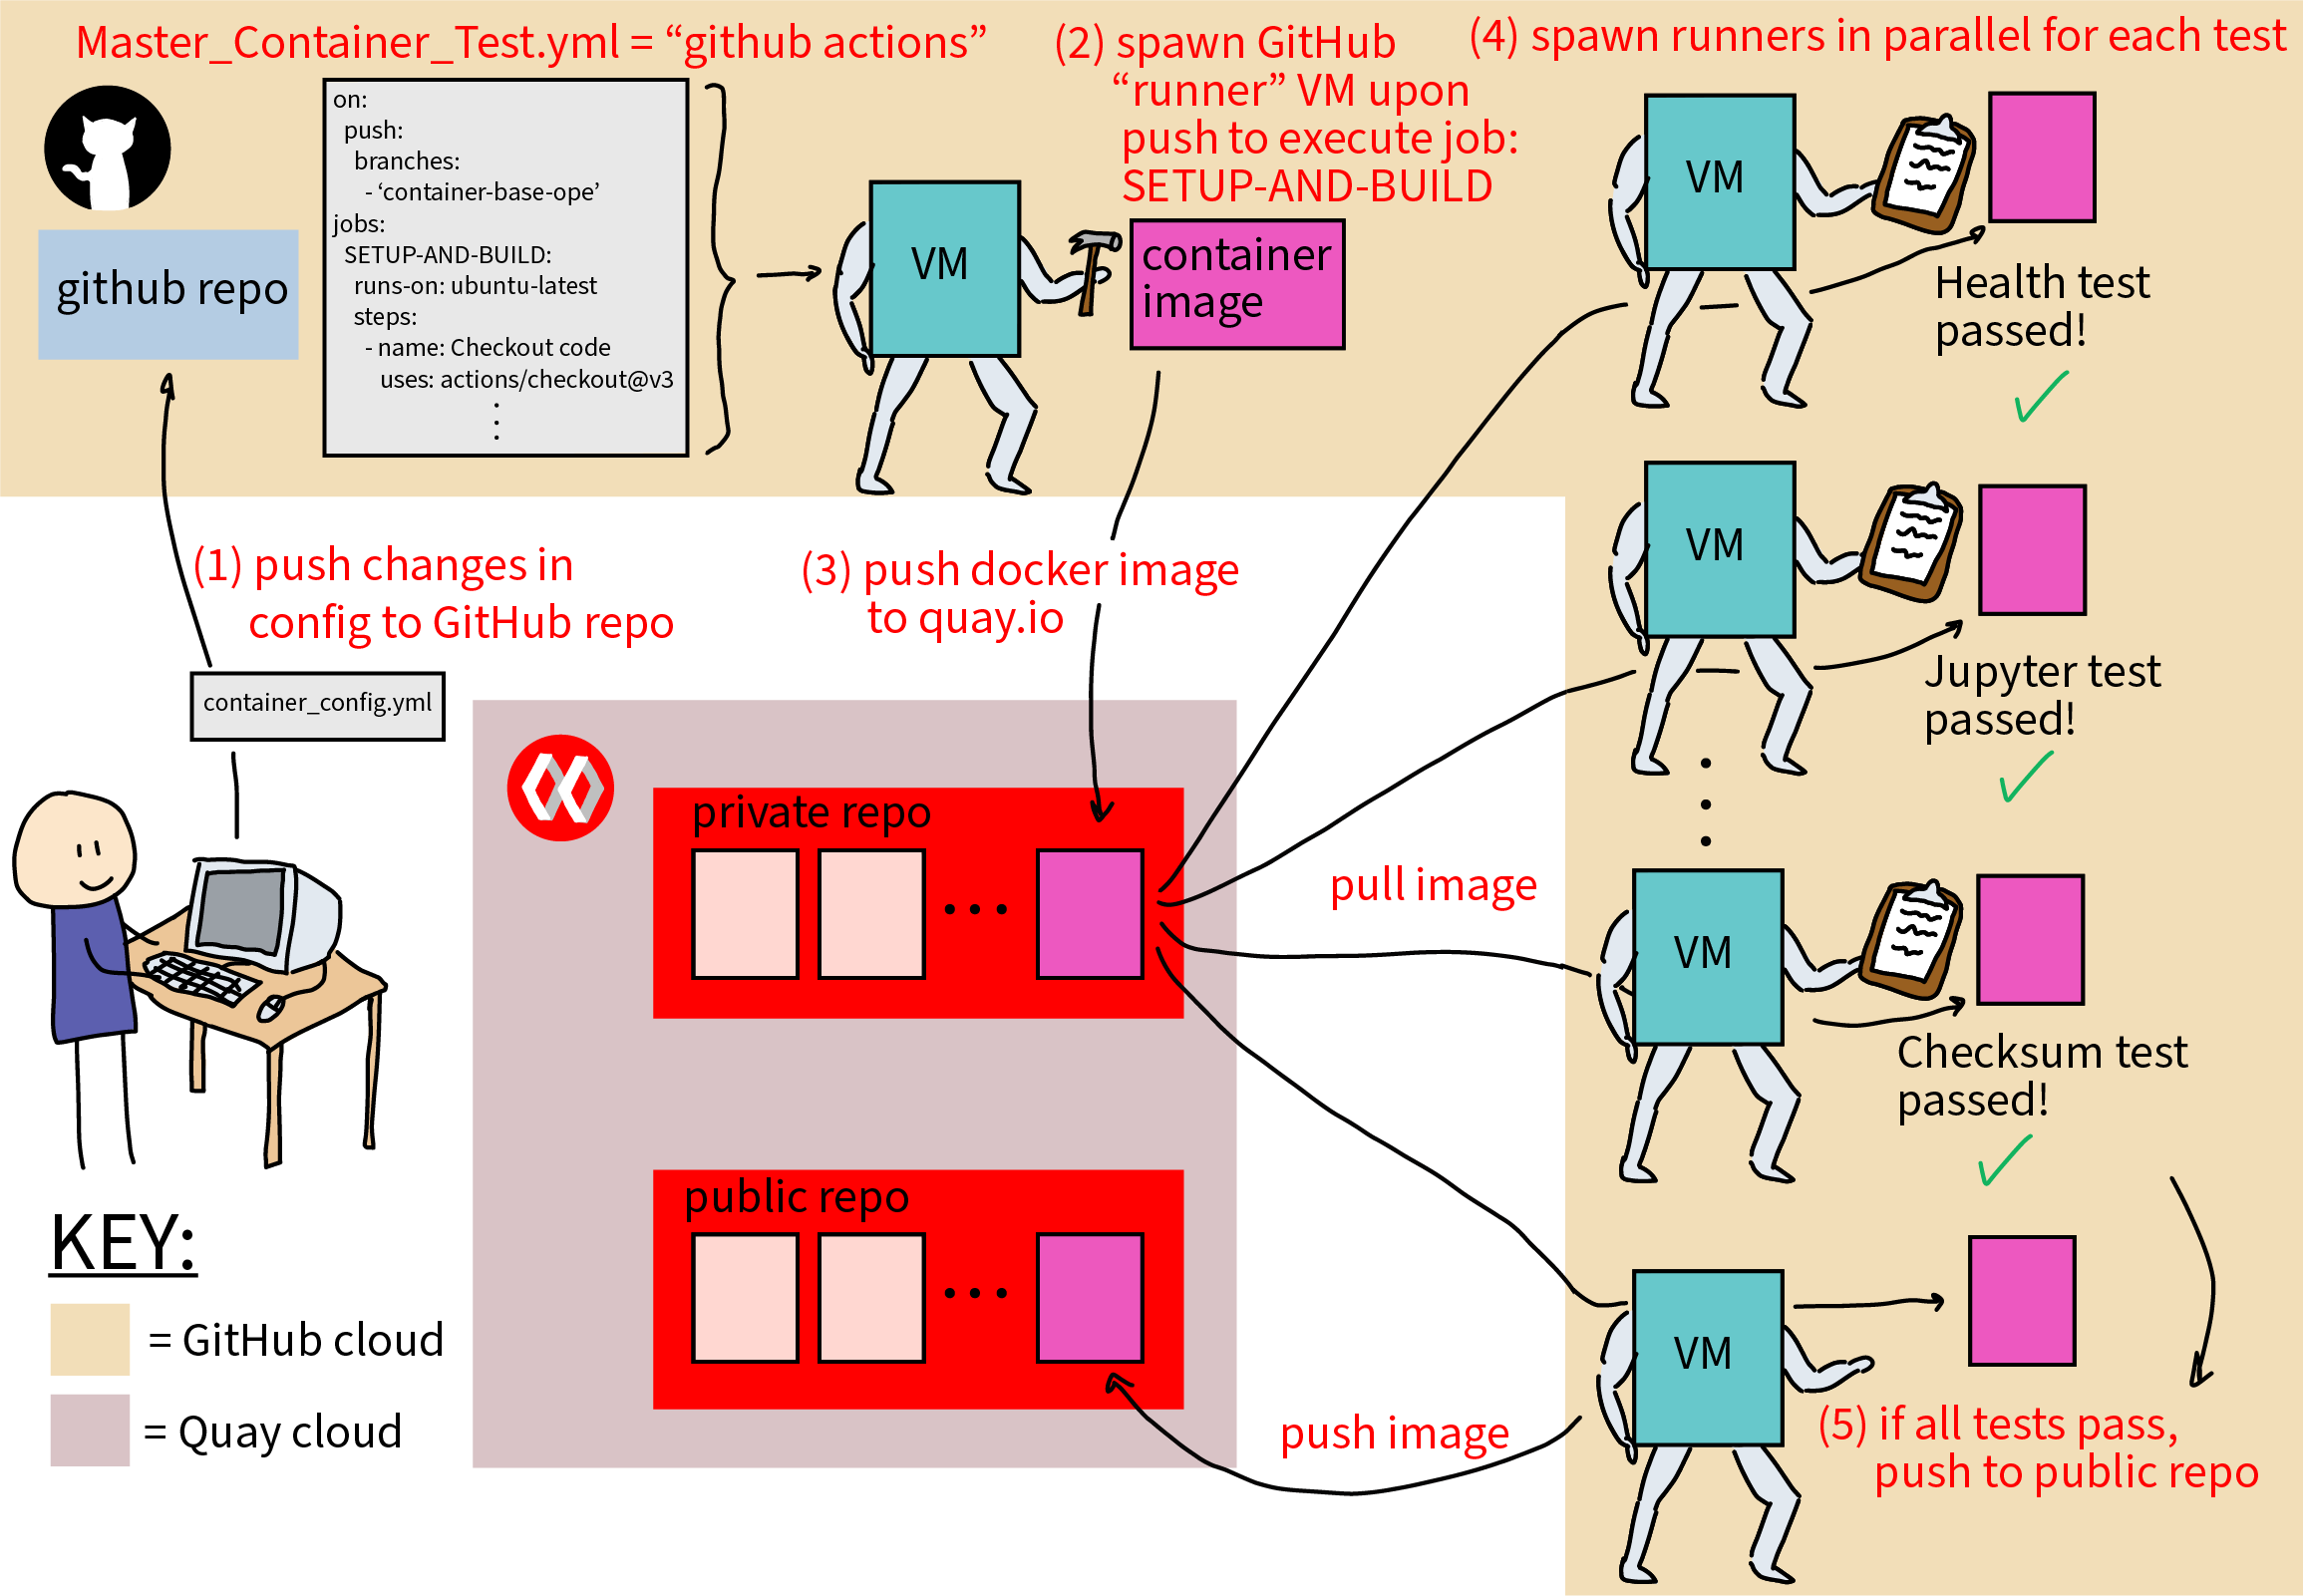 Master_Container_Test.yml = “github actions”
github repo
on:
push:
branches:
- ‘container-base-ope’
jobs:
SETUP-AND-BUILD:
runs-on: ubuntu-latest
steps:
- name: Checkout code
uses: actions/checkout@v3
VM
(2) spawn GitHub
“runner” VM upon
push to execute job:
SETUP-AND-BUILD
container
image
(4) spawn runners in parallel for each test
VM
Health test
passed!
VM
Jupyter test
passed!
VM
Checksum test
passed!
VM
(5) if all tests pass,
push to public repo
(1) push changes in
config to GitHub repo
container_config.yml
(3) push docker image
to quay.io
private repo
pull image
public repo
push image
KEY:
= GitHub cloud
= Quay cloud